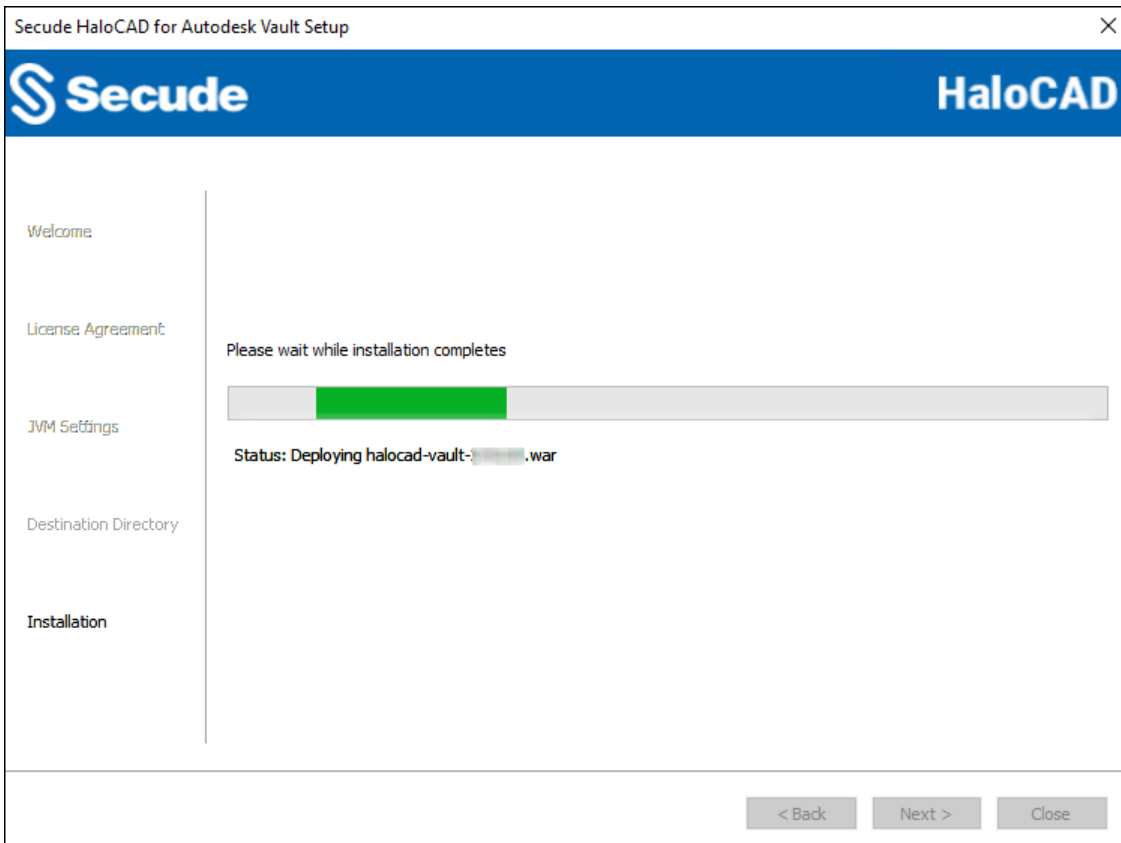 Secude HaloCAD for Autodesk Vault Setup
Secude
HaloCAD
Welcome
License Agreement
JVM Settings
Destination Directory
Installation
Please wait while installation completes
Status: Deploying halocad-vault- .war
< Back
Next >
Close